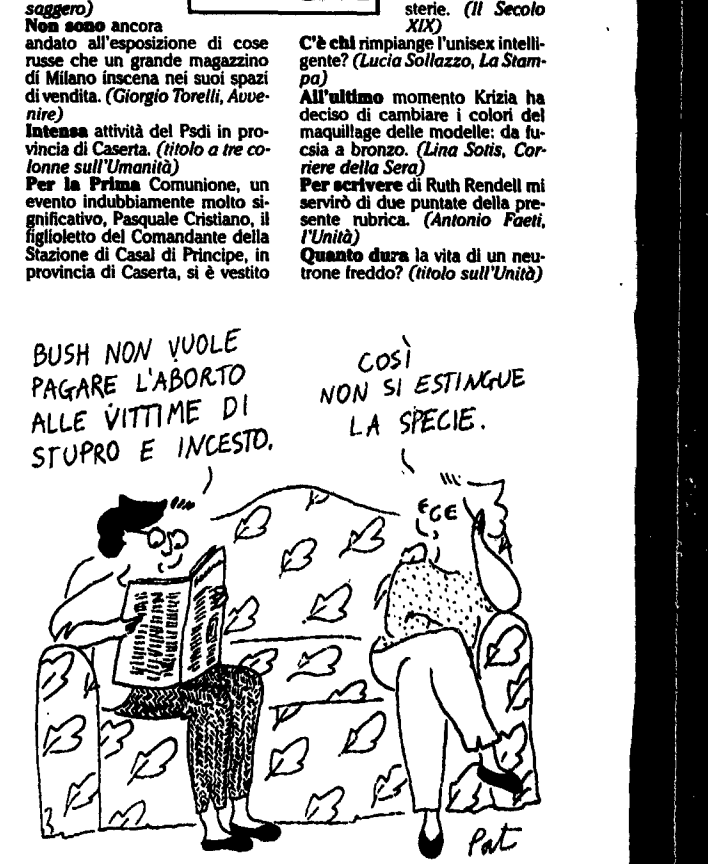 saggero)
Non sono ancora
andato all'esposizione di cose
russe che un grande magazzino
di Milano inscena nei suoi spazi
di vendita. (Giorgio Torelli, Avve-
nire)
Intensa attività del Psdi in pro-
vincia di Caserta. (titolo a tre co-
lonne sull'Umanità)
Per la Prima Comunione, un
evento indubbiamente molto si-
gnificativo, Pasquale Cristiano, il
figlioletto del Comandante della
Stazione di Casal di Principe, in
provincia di Caserta, si è vestito
sterie. (Il Secolo
XIX)
C'è chi rimpiange l'unisex intelli-
gente? (Lucia Sollazzo, La Stam-
pa)
All'ultimo momento Krizia ha
deciso di cambiare i colori del
maquillage delle modelle: da fu-
csia a bronzo. (Lina Sotis, Cor-
riere della Sera)
Per scrivere di Ruth Rendell mi
servirò di due puntate della pre-
sente rubrica. (Antonio Faeti,
l'Unità)
Quanto dura la vita di un neu-
trone freddo? (titolo sull'Unità)
BUSH NON VUOLE
PAGARE L'ABORTO
ALLE VITTIME DI
STUPRO E INCESTO.
COSÌ
NON SI ESTINGUE
LA SPECIE.
Pat